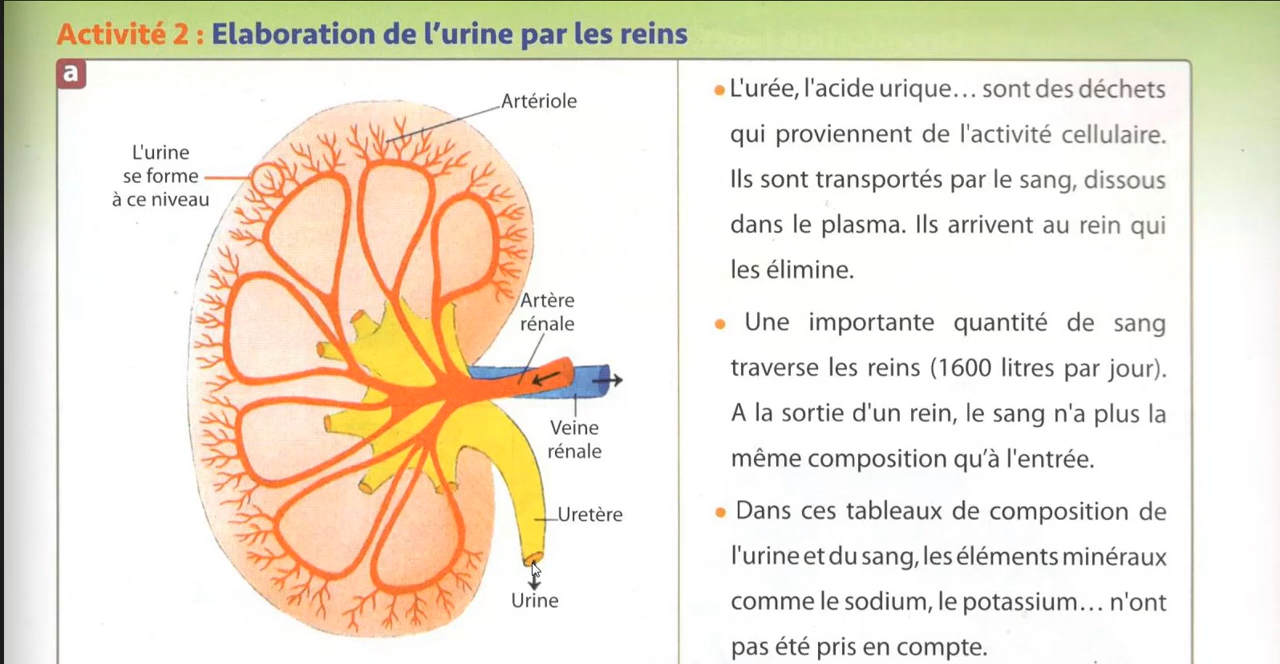 Activité 2 : Elaboration de l'urine par les reins
a
Artériole
L'urine
se forme
à ce niveau
Artère
rénale
Veine
rénale
Uretère
Urine
• L'urée, l'acide urique... sont des déchets
qui proviennent de l'activité cellulaire.
Ils sont transportés par le sang, dissous
dans le plasma. Ils arrivent au rein qui
les élimine.
• Une importante quantité de sang
traverse les reins (1600 litres par jour).
A la sortie d'un rein, le sang n'a plus la
même composition qu'à l'entrée.
• Dans ces tableaux de composition de
l'urine et du sang, les éléments minéraux
comme le sodium, le potassium... n'ont
pas été pris en compte.